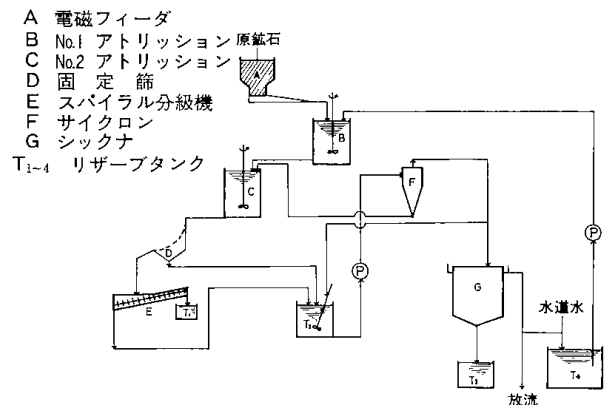 A 電磁フィーダ
B No.1 アトリッション
C No.2 アトリッション
D 固定篩
E スパイラル分級機
F サイクロン
G シックナ
T1~4 リザーブタンク
原鉱石
A
B
C
F
D
P
P
G
水道水
E
T1
T2
T3
T4
放流